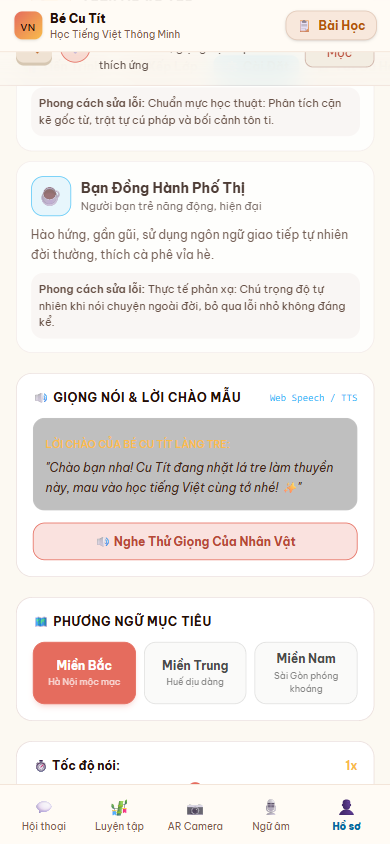 VN
Bé Cu Tít
Học Tiếng Việt Thông Minh
📋 Bài Học
thích ứng
Mục
Phong cách sửa lỗi: Chuẩn mực học thuật: Phân tích cặn
kẽ gốc từ, trật tự cú pháp và bối cảnh tôn ti.
Bạn Đồng Hành Phố Thị
Người bạn trẻ năng động, hiện đại
Hào hứng, gần gũi, sử dụng ngôn ngữ giao tiếp tự nhiên
đời thường, thích cà phê vỉa hè.
Phong cách sửa lỗi: Thực tế phản xạ: Chú trọng độ tự
nhiên khi nói chuyện ngoài đời, bỏ qua lỗi nhỏ không đáng
kể.
🔊 GIỌNG NÓI & LỜI CHÀO MẪU
Web Speech / TTS
LỜI CHÀO CỦA BÉ CU TÍT LÀNG TRE:
"Chào bạn nha! Cu Tít đang nhặt lá tre làm thuyền
này, mau vào học tiếng Việt cùng tớ nhé! ✨"
🔊 Nghe Thử Giọng Của Nhân Vật
🗺️ PHƯƠNG NGỮ MỤC TIÊU
Miền Bắc
Hà Nội mộc mạc
Miền Trung
Huế dịu dàng
Miền Nam
Sài Gòn phóng
khoáng
⏱️ Tốc độ nói:
1x
Hội thoại
Luyện tập
AR Camera
Ngữ âm
Hồ sơ